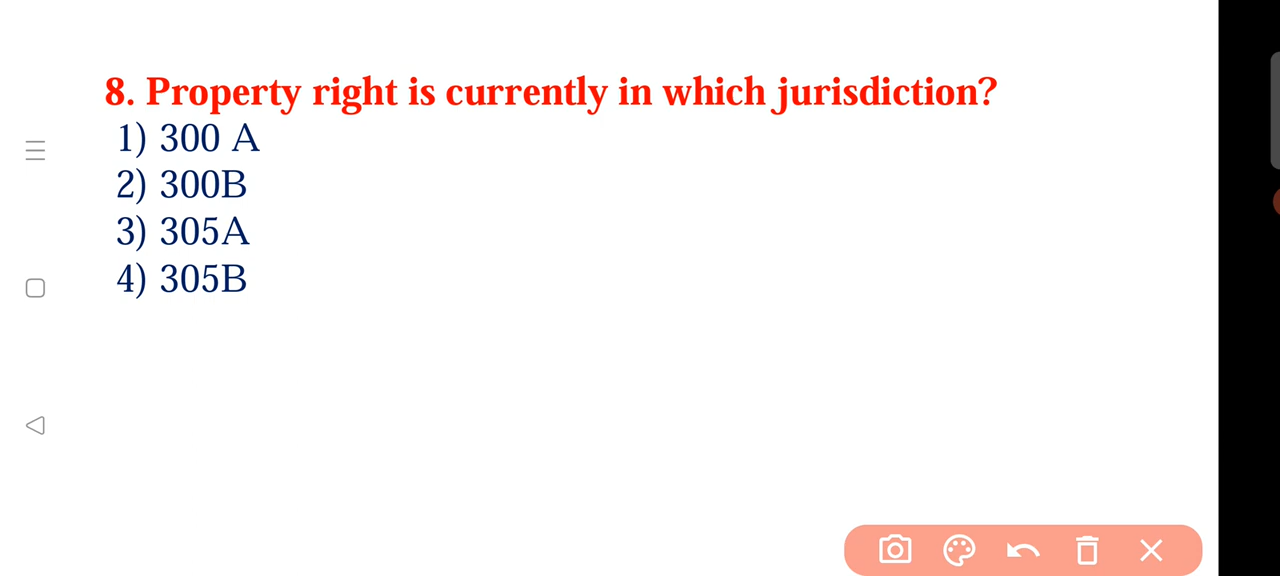 8. Property right is currently in which jurisdiction?
1) 300 A
2) 300B
3) 305A
4) 305B